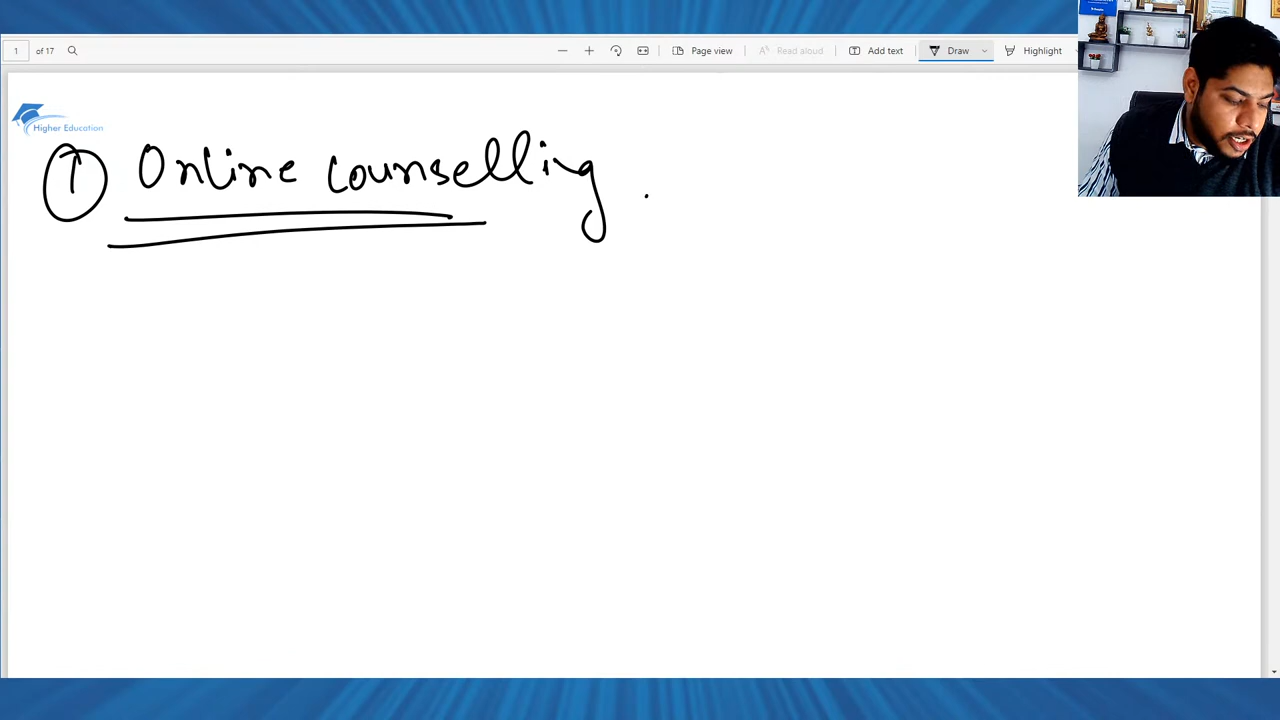 1 of 17 Page view Read aloud Add text Draw Highlight
Higher Education
1 Online counselling